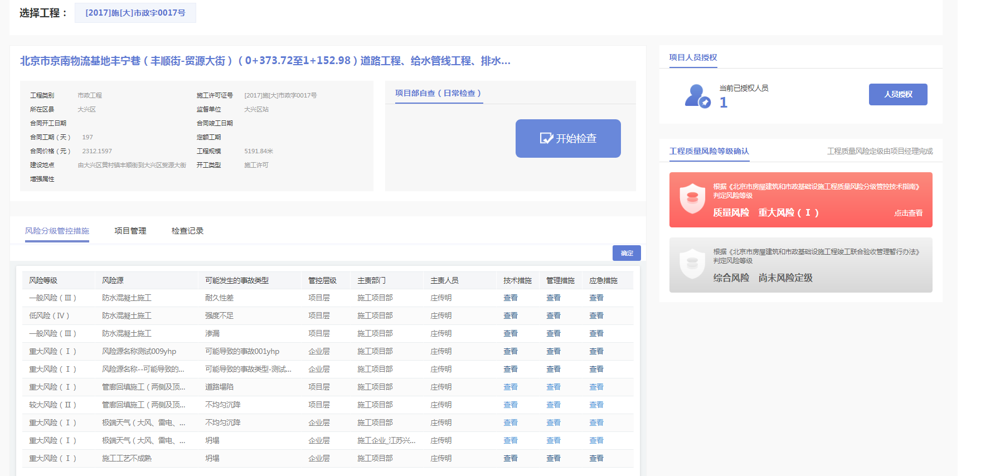 选择工程： [2017]施[大]市政字0017号
北京市京南物流基地丰宁巷（丰顺街-贸源大街）（0+373.72至1+152.98）道路工程、给水管线工程、排水...
工程类别 市政工程 施工许可证号 [2017]施[大]市政字0017号
所在区县 大兴区 监督单位 大兴区站
合同开工日期 合同竣工日期
合同工期（天） 197 定额工期
合同价格（元） 2312.1597 工程规模 5191.84米
建设地点 由大兴区黄村镇丰顺街到大兴区贸源大街 开工类型 施工许可
增强属性
项目部自查（日常检查）
开始检查
项目人员授权
当前已授权人员
1
人员授权
工程质量风险等级确认 工程质量风险定级由项目经理完成
根据《北京市房屋建筑和市政基础设施工程质量风险分级管控技术指南》
判定风险等级
质量风险 重大风险（Ⅰ） 点击查看
根据《北京市房屋建筑和市政基础设施工程竣工联合验收管理暂行办法》
判定风险等级
综合风险 尚未风险定级
风险分级管控措施 项目管理 检查记录
确定
风险等级 风险源 可能发生的事故类型 管控层级 主责部门 主责人员 技术措施 管理措施 应急措施
一般风险（Ⅲ） 防水混凝土施工 耐久性差 项目层 施工项目部 庄传明 查看 查看 查看
低风险（Ⅳ） 防水混凝土施工 强度不足 项目层 施工项目部 庄传明 查看 查看 查看
一般风险（Ⅲ） 防水混凝土施工 渗漏 项目层 施工项目部 庄传明 查看 查看 查看
重大风险（Ⅰ） 风险源名称测试009yhp 可能导致的事故001yhp 企业层 施工项目部 庄传明 查看 查看 查看
重大风险（Ⅰ） 风险源名称--可能导致的... 可能导致的事故类型-测试... 企业层 施工项目部 庄传明 查看 查看 查看
重大风险（Ⅰ） 管廊回填施工（两侧及顶... 道路塌陷 项目层 施工项目部 庄传明 查看 查看 查看
较大风险（Ⅱ） 管廊回填施工（两侧及顶... 不均匀沉降 项目层 施工项目部 庄传明 查看 查看 查看
重大风险（Ⅰ） 极端天气（大风、雷电、... 不均匀沉降 企业层 施工项目部 庄传明 查看 查看 查看
重大风险（Ⅰ） 极端天气（大风、雷电、... 坍塌 企业层 施工企业_江苏兴... 庄传明 查看 查看 查看
重大风险（Ⅰ） 施工工艺不成熟 坍塌 企业层 施工项目部 庄传明 查看 查看 查看